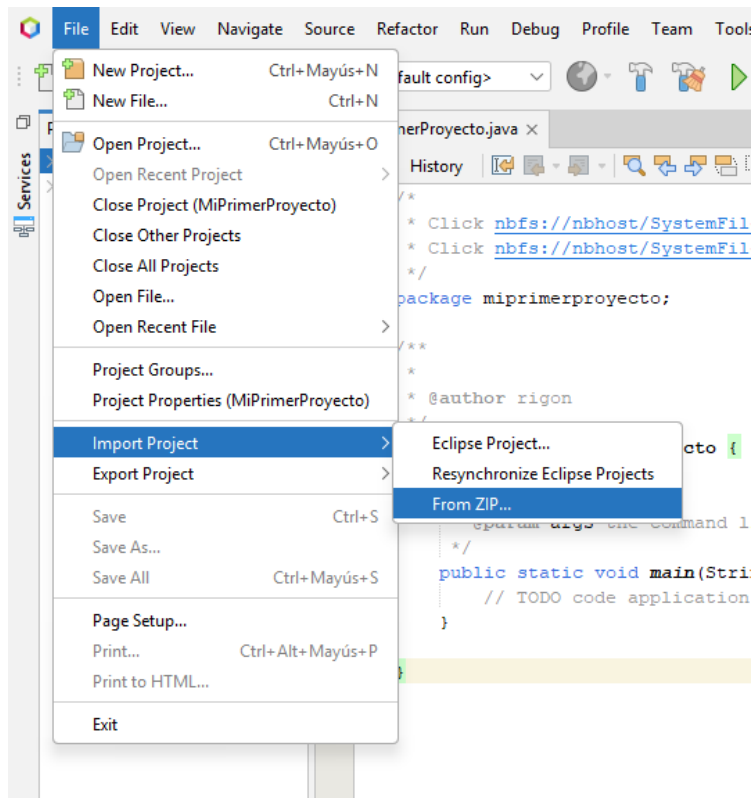 File Edit View Navigate Source Refactor Run Debug Profile Team Tools
New Project... Ctrl+Mayús+N
New File... Ctrl+N
Open Project... Ctrl+Mayús+O
Open Recent Project
Close Project (MiPrimerProyecto)
Close Other Projects
Close All Projects
Open File...
Open Recent File
Project Groups...
Project Properties (MiPrimerProyecto)
Import Project
Export Project
Save Ctrl+S
Save As...
Save All Ctrl+Mayús+S
Page Setup...
Print... Ctrl+Alt+Mayús+P
Print to HTML...
Exit
Eclipse Project...
Resynchronize Eclipse Projects
From ZIP...
Services
fault config>
nerProyecto.java
History
/*
* Click nbfs://nbhost/SystemFil
* Click nbfs://nbhost/SystemFil
*/
package miprimerproyecto;
/**
*
* @author rigon
*/
cto {
@param args the command l
*/
public static void main(Stri
// TODO code application
}
}